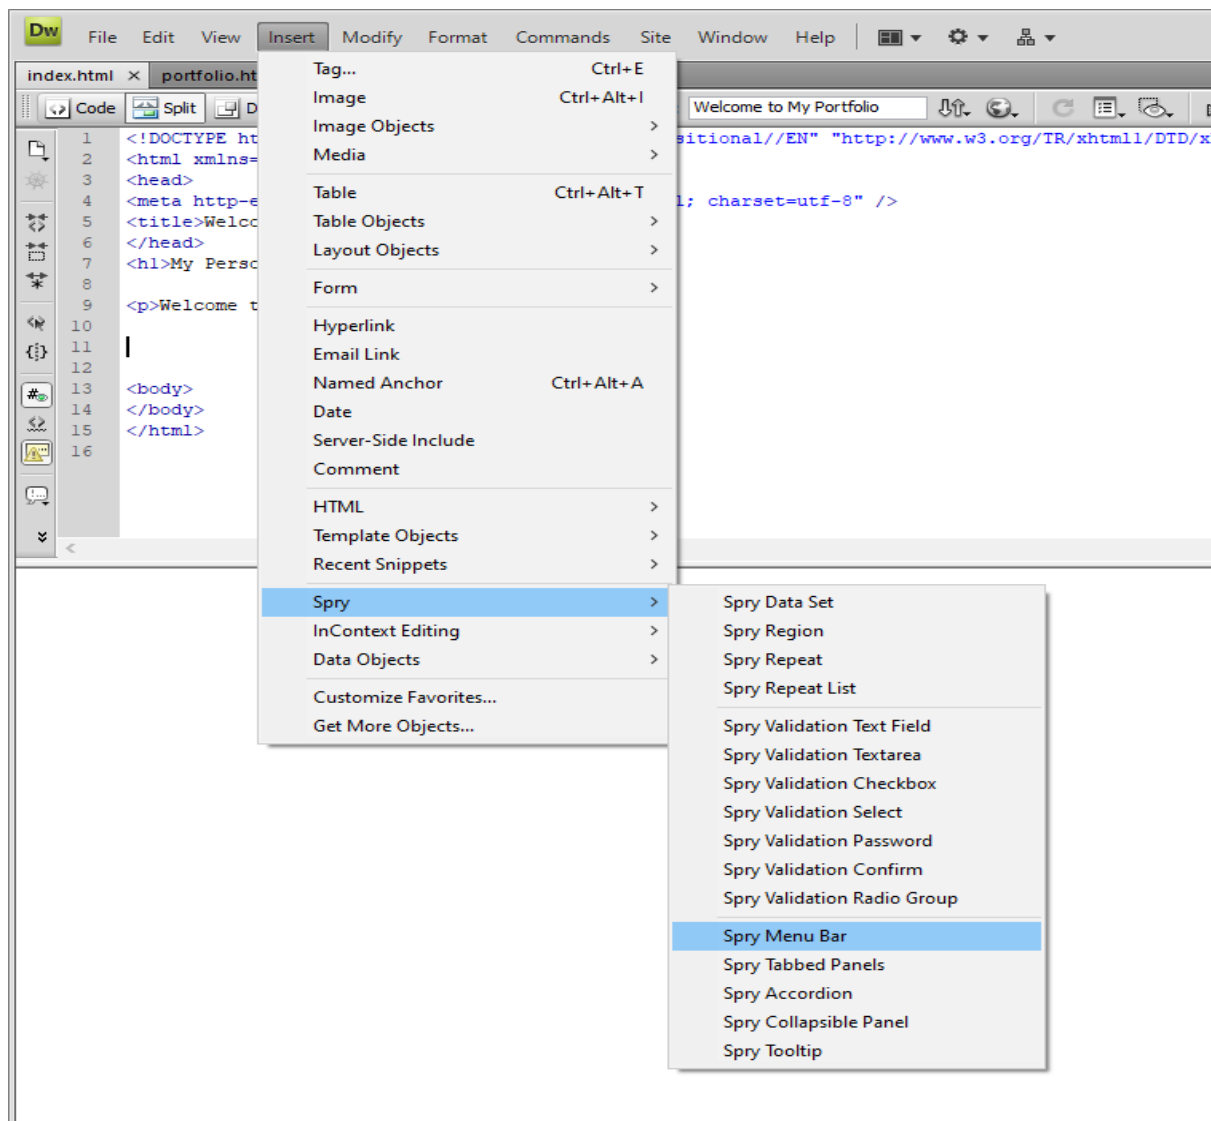 Dw File Edit View Insert Modify Format Commands Site Window Help
index.html × portfolio.ht
Code Split D Welcome to My Portfolio
1 <!DOCTYPE ht sitional//EN" "http://www.w3.org/TR/xhtml1/DTD/x
2 <html xmlns=
3 <head>
4 <meta http-e l; charset=utf-8" />
5 <title>Welco
6 </head>
7 <h1>My Perso
8
9 <p>Welcome t
10
11
12
13 <body>
14 </body>
15 </html>
16
Tag... Ctrl+E
Image Ctrl+Alt+I
Image Objects >
Media >
Table Ctrl+Alt+T
Table Objects >
Layout Objects >
Form >
Hyperlink
Email Link
Named Anchor Ctrl+Alt+A
Date
Server-Side Include
Comment
HTML >
Template Objects >
Recent Snippets >
Spry >
InContext Editing >
Data Objects >
Customize Favorites...
Get More Objects...
Spry Data Set
Spry Region
Spry Repeat
Spry Repeat List
Spry Validation Text Field
Spry Validation Textarea
Spry Validation Checkbox
Spry Validation Select
Spry Validation Password
Spry Validation Confirm
Spry Validation Radio Group
Spry Menu Bar
Spry Tabbed Panels
Spry Accordion
Spry Collapsible Panel
Spry Tooltip